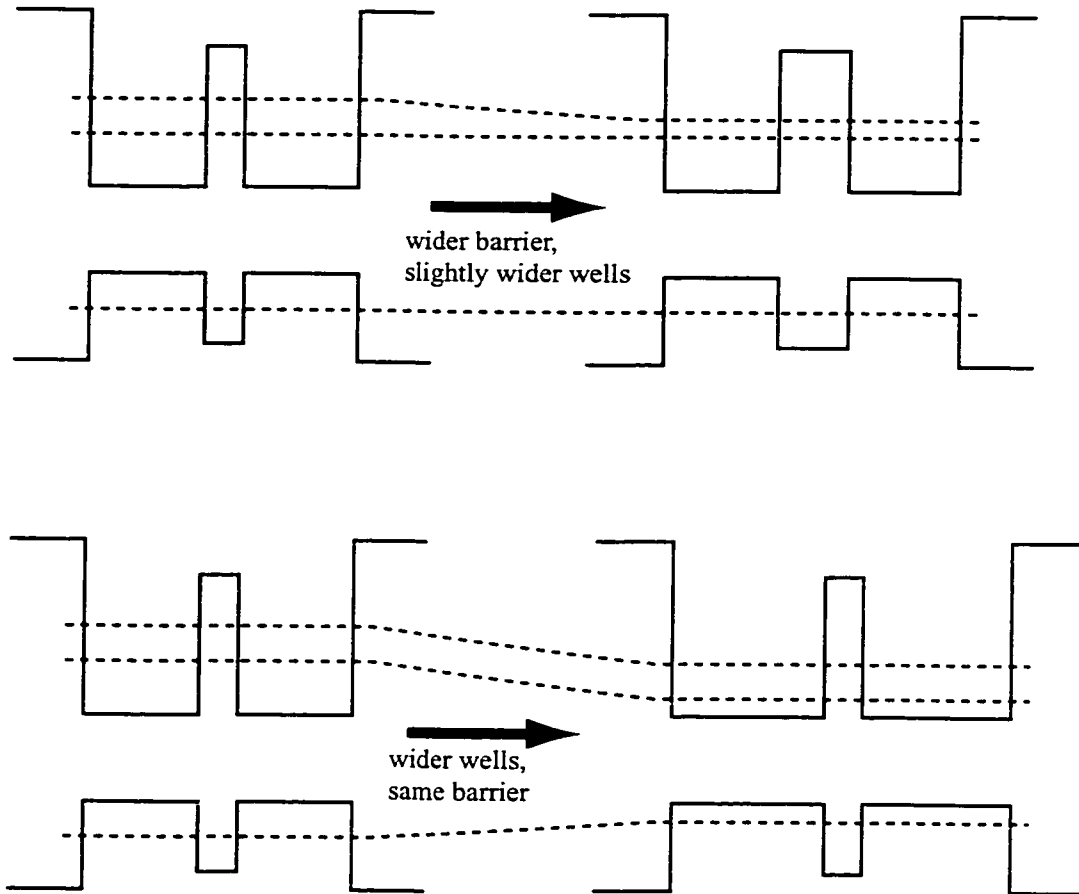 wider barrier,
slightly wider wells
wider wells,
same barrier